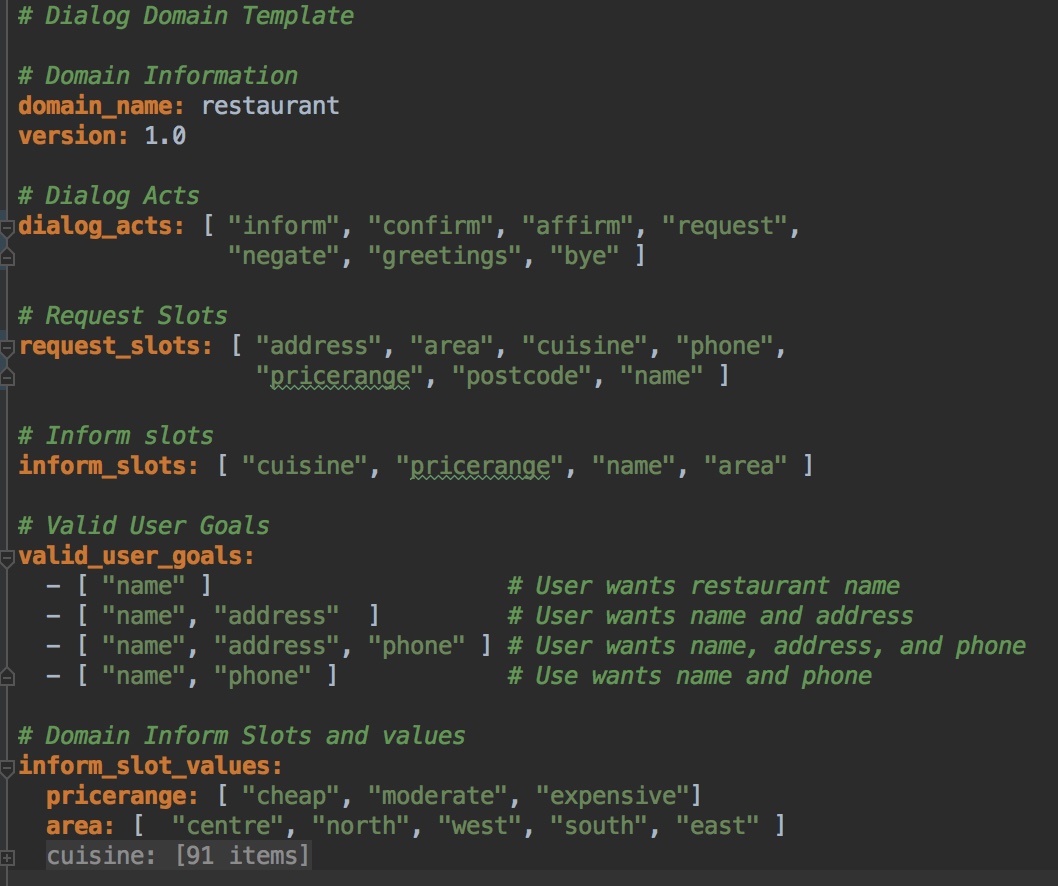 # Dialog Domain Template
# Domain Information
domain_name: restaurant
version: 1.0
# Dialog Acts
dialog_acts: [ "inform", "confirm", "affirm", "request",
"negate", "greetings", "bye" ]
# Request Slots
request_slots: [ "address", "area", "cuisine", "phone",
"pricerange", "postcode", "name" ]
# Inform slots
inform_slots: [ "cuisine", "pricerange", "name", "area" ]
# Valid User Goals
valid_user_goals:
- [ "name" ] # User wants restaurant name
- [ "name", "address" ] # User wants name and address
- [ "name", "address", "phone" ] # User wants name, address, and phone
- [ "name", "phone" ] # Use wants name and phone
# Domain Inform Slots and values
inform_slot_values:
pricerange: [ "cheap", "moderate", "expensive"]
area: [ "centre", "north", "west", "south", "east" ]
cuisine: [91 items]